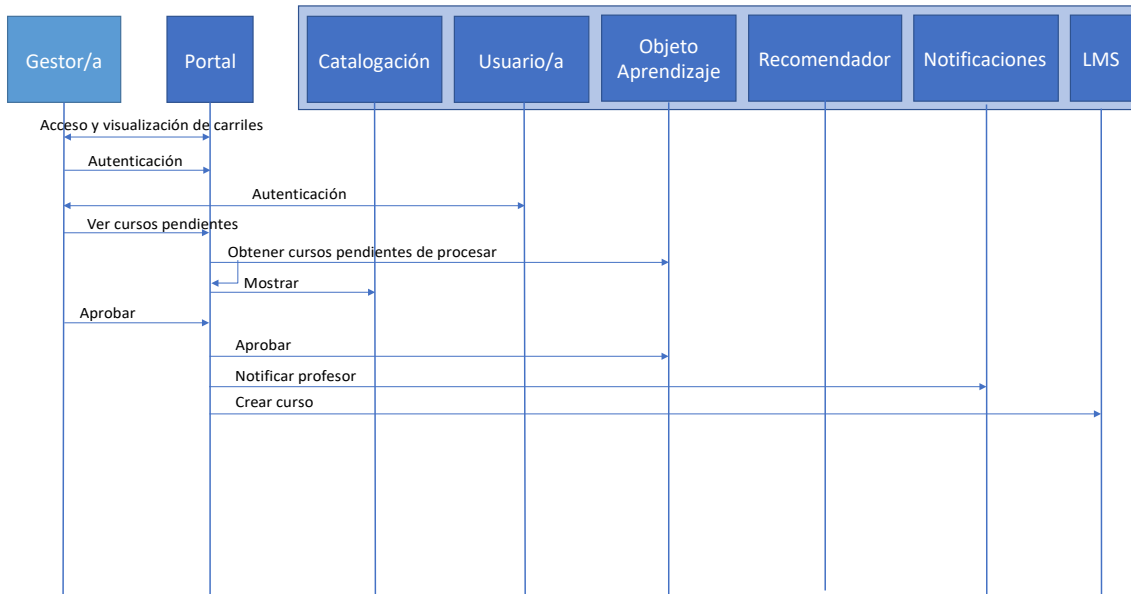 Gestor/a
Portal
Catalogación
Usuario/a
Objeto
Aprendizaje
Recomendador
Notificaciones
LMS
Acceso y visualización de carriles
Autenticación
Autenticación
Ver cursos pendientes
Obtener cursos pendientes de procesar
Mostrar
Aprobar
Aprobar
Notificar profesor
Crear curso